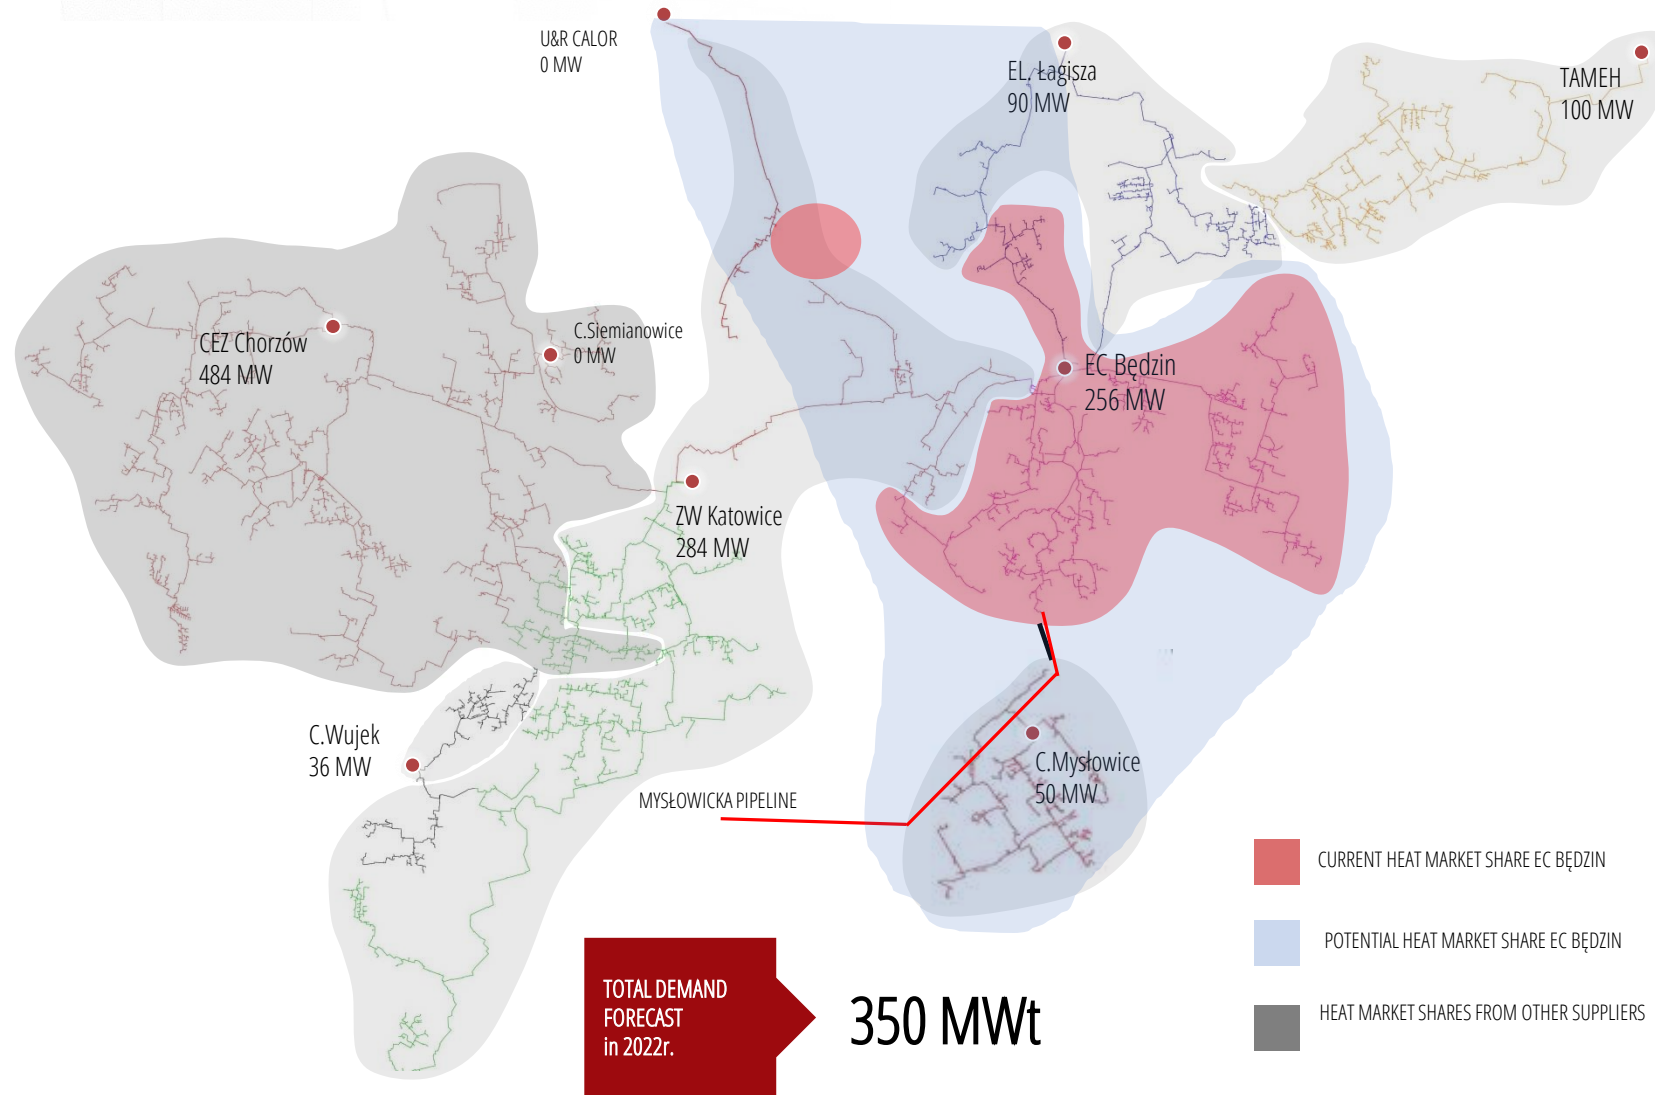 U&R CALOR
0 MW
EL. Łagisza
90 MW
TAMEH
100 MW
CEZ Chorzów
484 MW
C.Siemianowice
0 MW
EC Będzin
256 MW
ZW Katowice
284 MW
C.Wujek
36 MW
MYSŁOWICKA PIPELINE
C.Mysłowice
50 MW
CURRENT HEAT MARKET SHARE EC BĘDZIN
POTENTIAL HEAT MARKET SHARE EC BĘDZIN
HEAT MARKET SHARES FROM OTHER SUPPLIERS
TOTAL DEMAND
FORECAST
in 2022r.
350 MWt